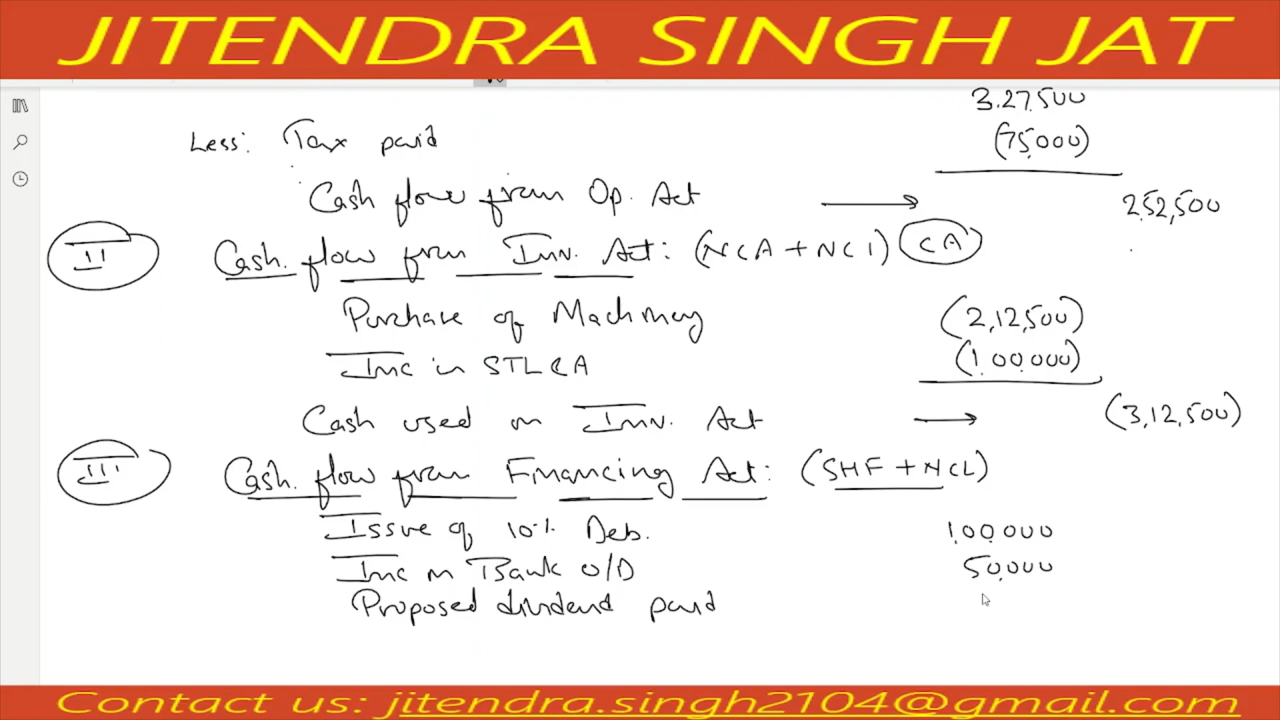 JITENDRA SINGH JAT
3,27,500
Less: Tax paid (75,000)
Cash flow from Op. Act → 2,52,500
II Cash flow from Inv. Act: (NCA + NCI) CA
Purchase of Machinery (2,12,500)
Inc in STL&A (1,00,000)
Cash used in Inv. Act → (3,12,500)
III Cash flow from Financing Act: (SHF + NCL)
Issue of 10% Deb. 1,00,000
Inc in Bank O/D 50,000
Proposed dividend paid
Contact us: jitendra.singh2104@gmail.com